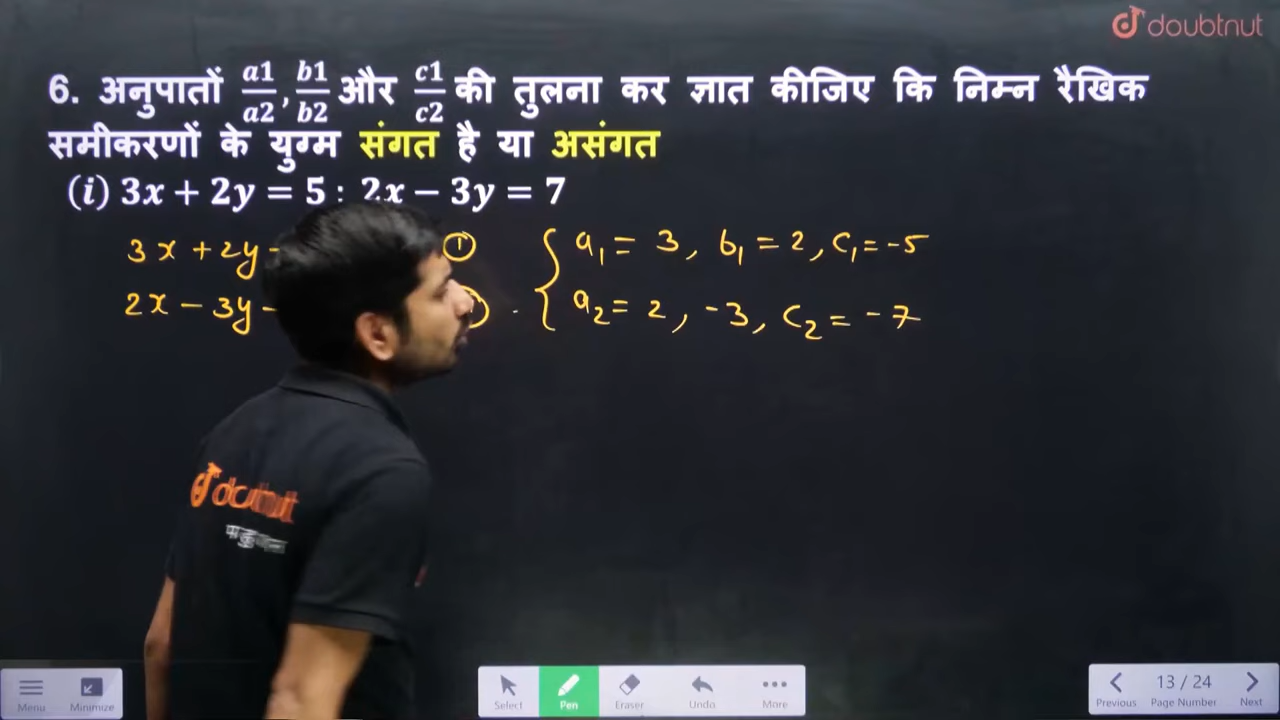 doubtnut
6. अनुपातों a1/a2, b1/b2 और c1/c2 की तुलना कर ज्ञात कीजिए कि निम्न रैखिक
समीकरणों के युग्म संगत है या असंगत
(i) 3x + 2y = 5 : 2x − 3y = 7
3x + 2y - ① { a₁ = 3, b₁ = 2, c₁ = -5
2x − 3y - a₂ = 2, -3, c₂ = -7
doubtnut
Menu Minimize Select Pen Eraser Undo More Previous 13 / 24 Page Number Next